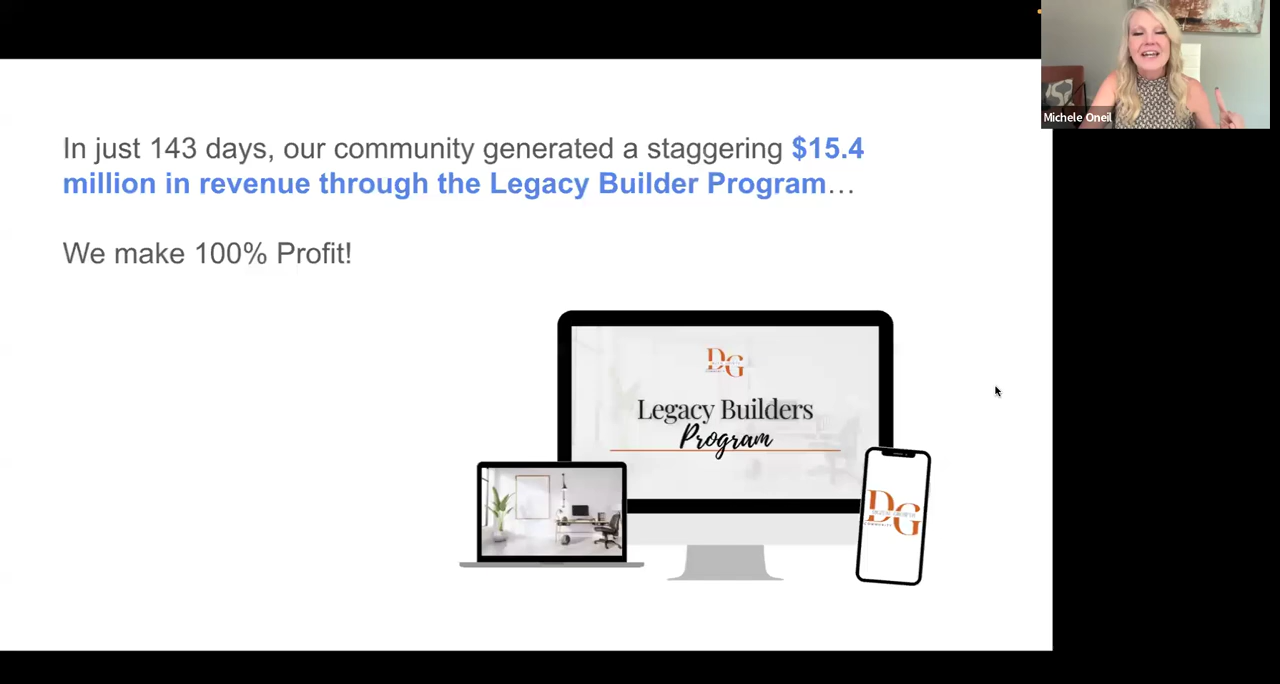 In just 143 days, our community generated a staggering $15.4
million in revenue through the Legacy Builder Program…
We make 100% Profit!
Michele Oneil
DG
Legacy Builders
Program
DG
COMMUNITY